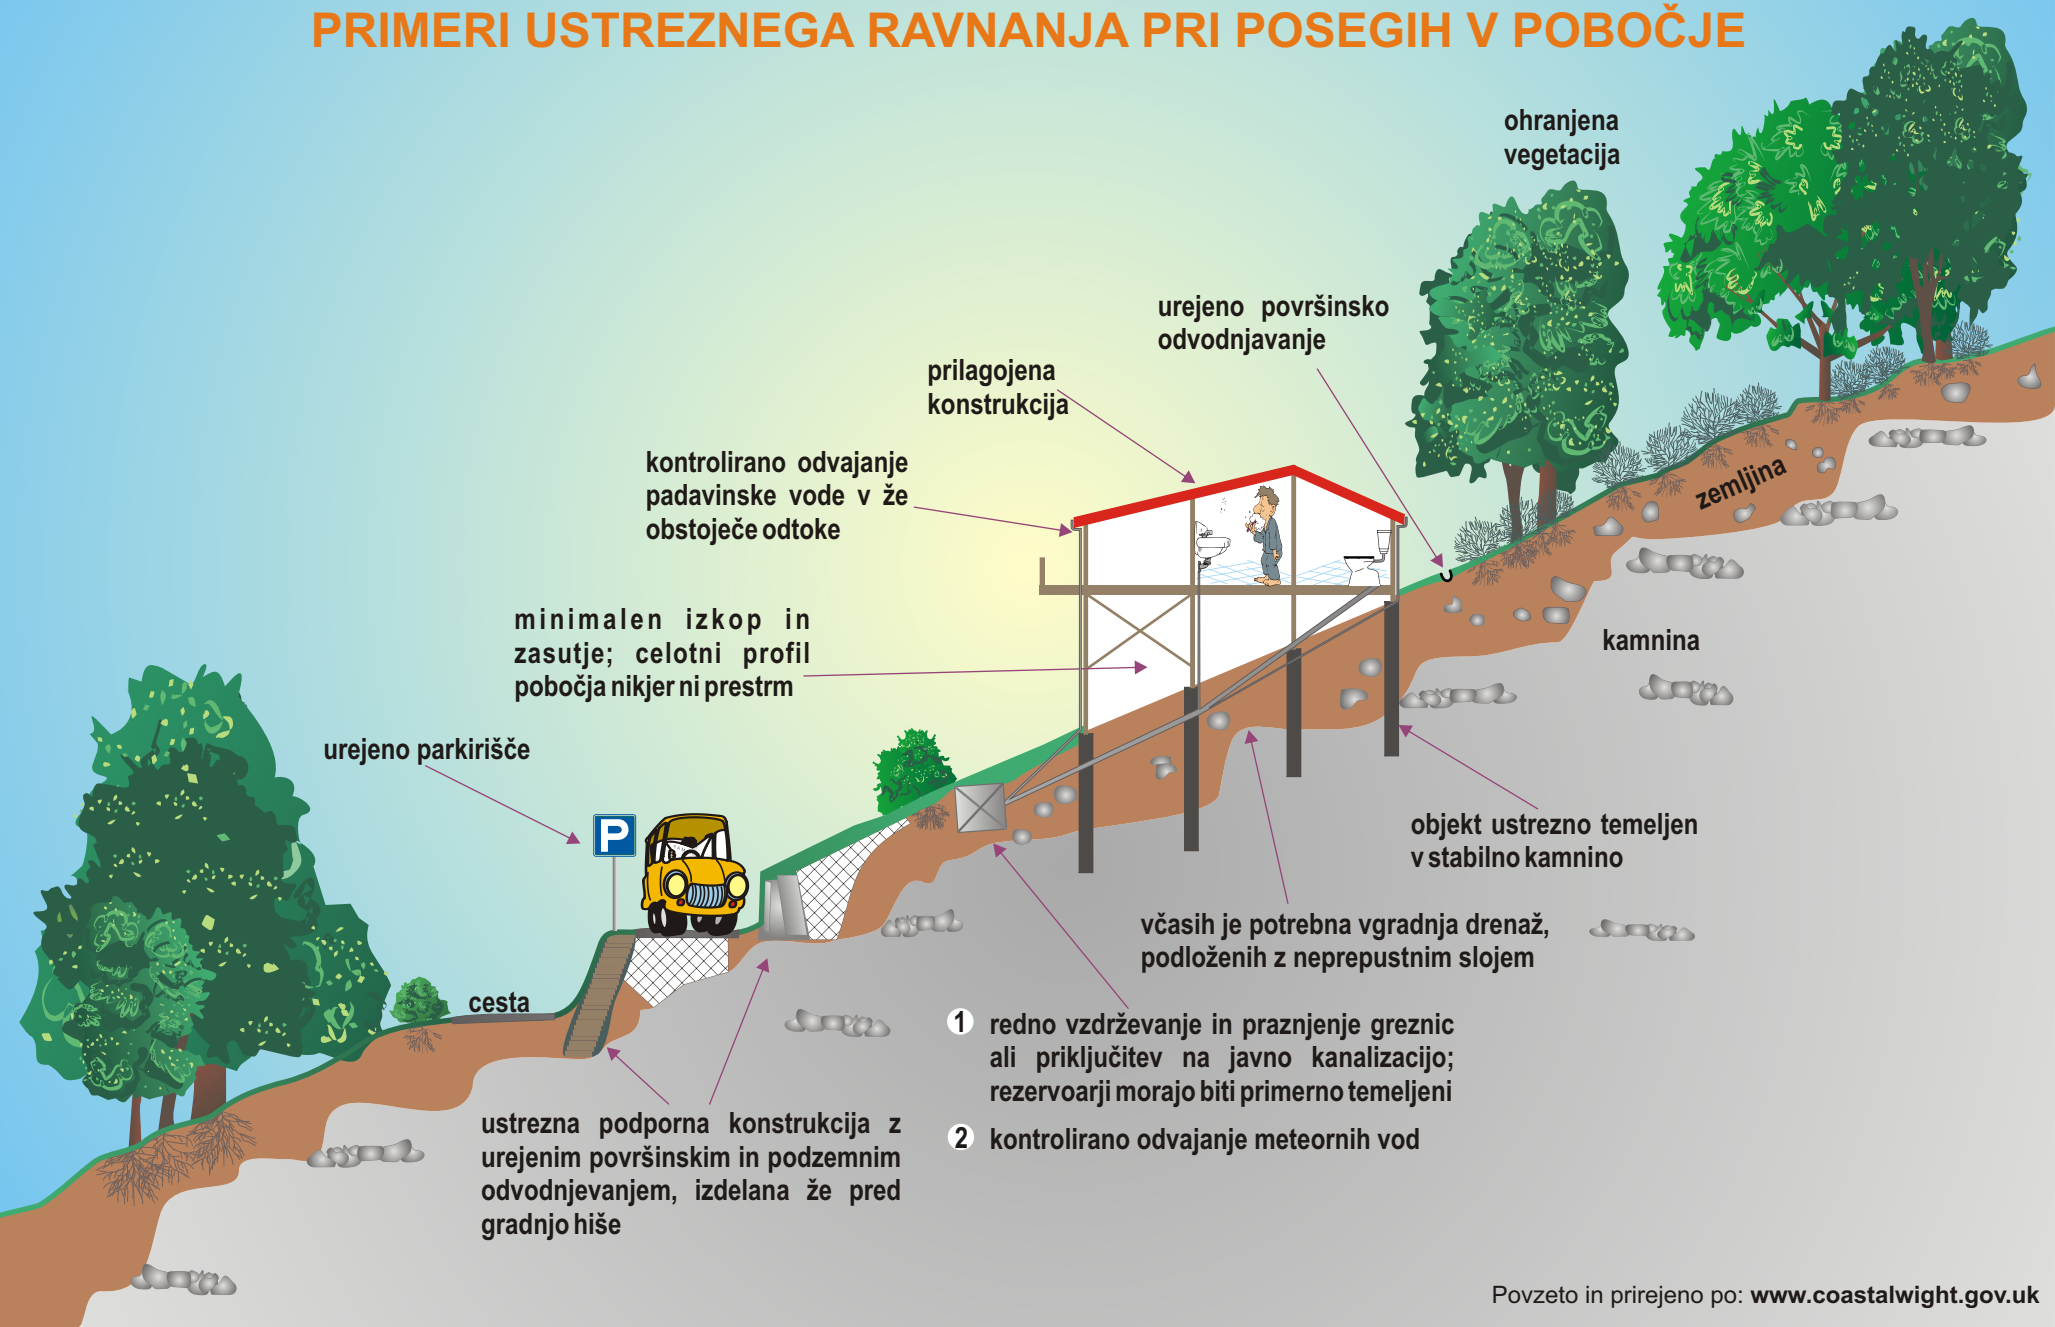 PRIMERI USTREZNEGA RAVNANJA PRI POSEGIH V POBOČJE
ohranjena
vegetacija
urejeno površinsko
odvodnjavanje
prilagojena
konstrukcija
kontrolirano odvajanje
padavinske vode v že
obstoječe odtoke
zemljina
minimalen izkop in
zasutje; celotni profil
pobočja nikjer ni prestrm
kamnina
urejeno parkirišče
P
objekt ustrezno temeljen
v stabilno kamnino
včasih je potrebna vgradnja drenaž,
podloženih z neprepustnim slojem
cesta
1 redno vzdrževanje in praznjenje greznic
ali priključitev na javno kanalizacijo;
rezervoarji morajo biti primerno temeljeni
2 kontrolirano odvajanje meteornih vod
ustrezna podporna konstrukcija z
urejenim površinskim in podzemnim
odvodnjevanjem, izdelana že pred
gradnjo hiše
Povzeto in prirejeno po: www.coastalwight.gov.uk